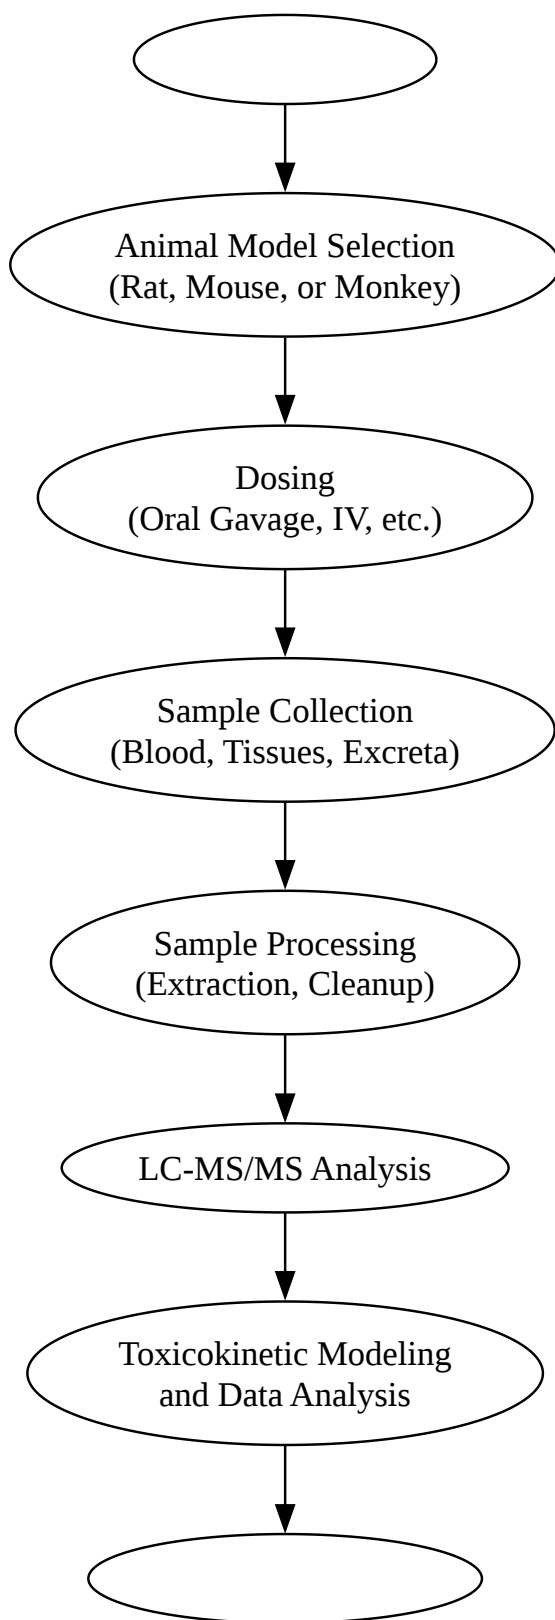 Animal Model Selection
(Rat, Mouse, or Monkey)
Dosing
(Oral Gavage, IV, etc.)
Sample Collection
(Blood, Tissues, Excreta)
Sample Processing
(Extraction, Cleanup)
LC-MS/MS Analysis
Toxicokinetic Modeling
and Data Analysis